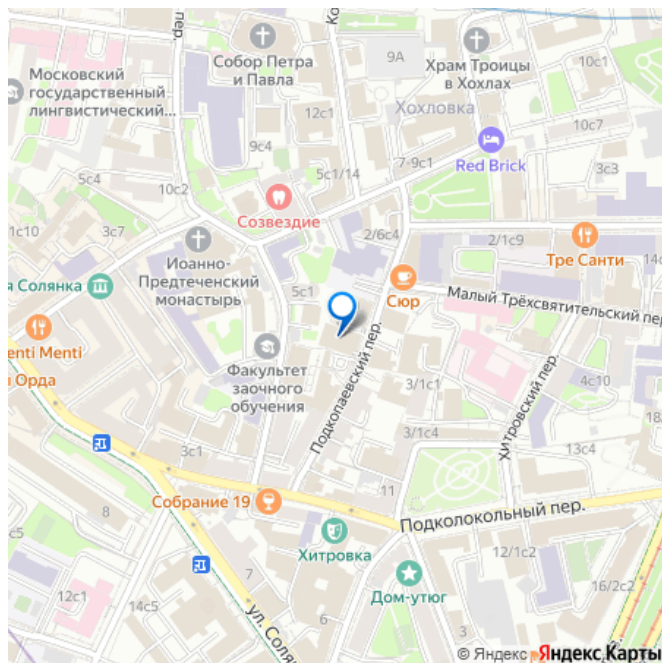 пер.
Собор Петра
и Павла
9А
Храм Троицы
в Хохлах
10с1
Московский
государственный
лингвистический...
12с1
Хохловка
10с7
9с4
7-9с1
Red Brick
5с4
5с1/14
3с3
10с2
Созвездие
1с10
3с7
2/6с4
2/1с9
Тре Санти
Иоанно-
Предтеченский
монастырь
я Солянка
5с1
Сюр
Малый Трёхсвятительский пер
enti Menti
Орда
Факультет
заочного
обучения
Подкопаевский пер.
3/1с1
Хитровский пер.
4с10
3/1с4
18/
3с1
13с4
Собрание 19
11
8
Подколокольный пер.
с5
Хитровка
12/1с2
7
Дом-утюг
16/2с2
12с1
14с5
6
ул. Соля
© Яндекс Яндекс Карты